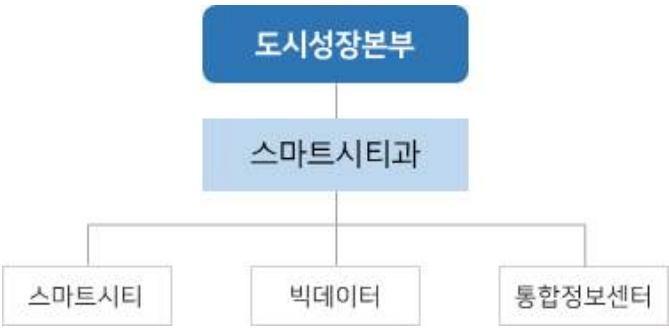 도시성장본부
스마트시티과
스마트시티
빅데이터
통합정보센터